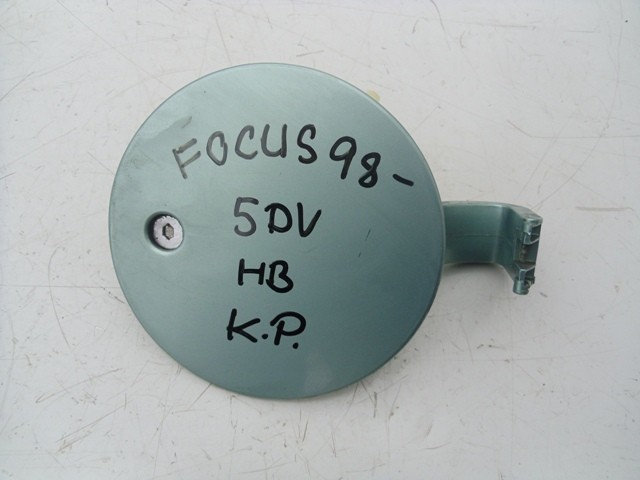 FOCUS 98-
5DV
HB
K.P.